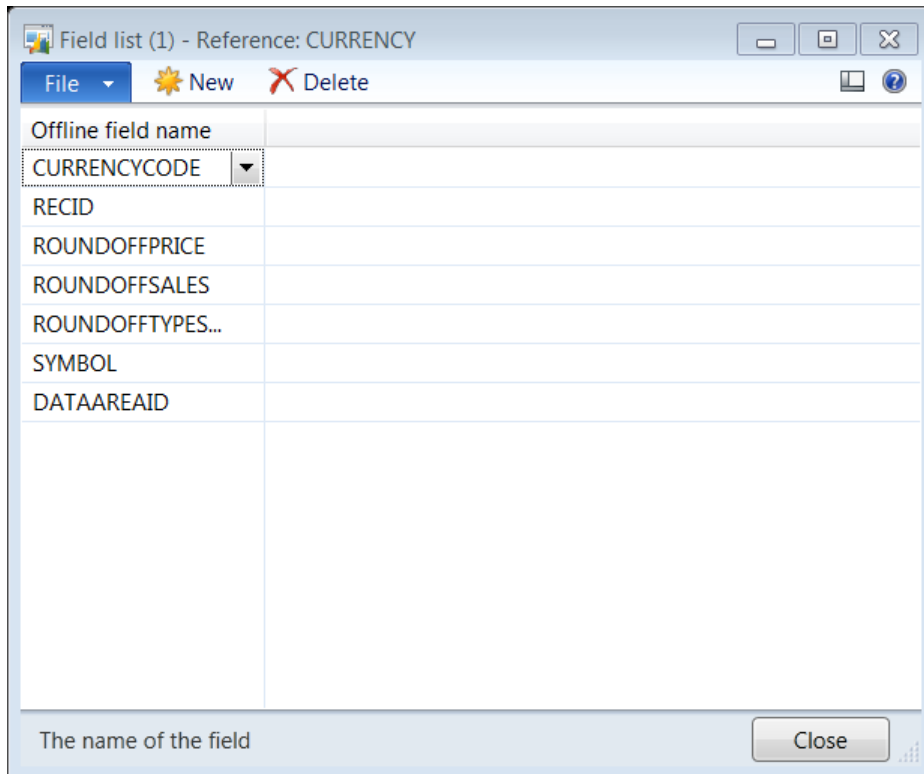 Field list (1) - Reference: CURRENCY
File New Delete
Offline field name
CURRENCYCODE
RECID
ROUNDOFFPRICE
ROUNDOFFSALES
ROUNDOFFTYPES...
SYMBOL
DATAAREAID
The name of the field Close